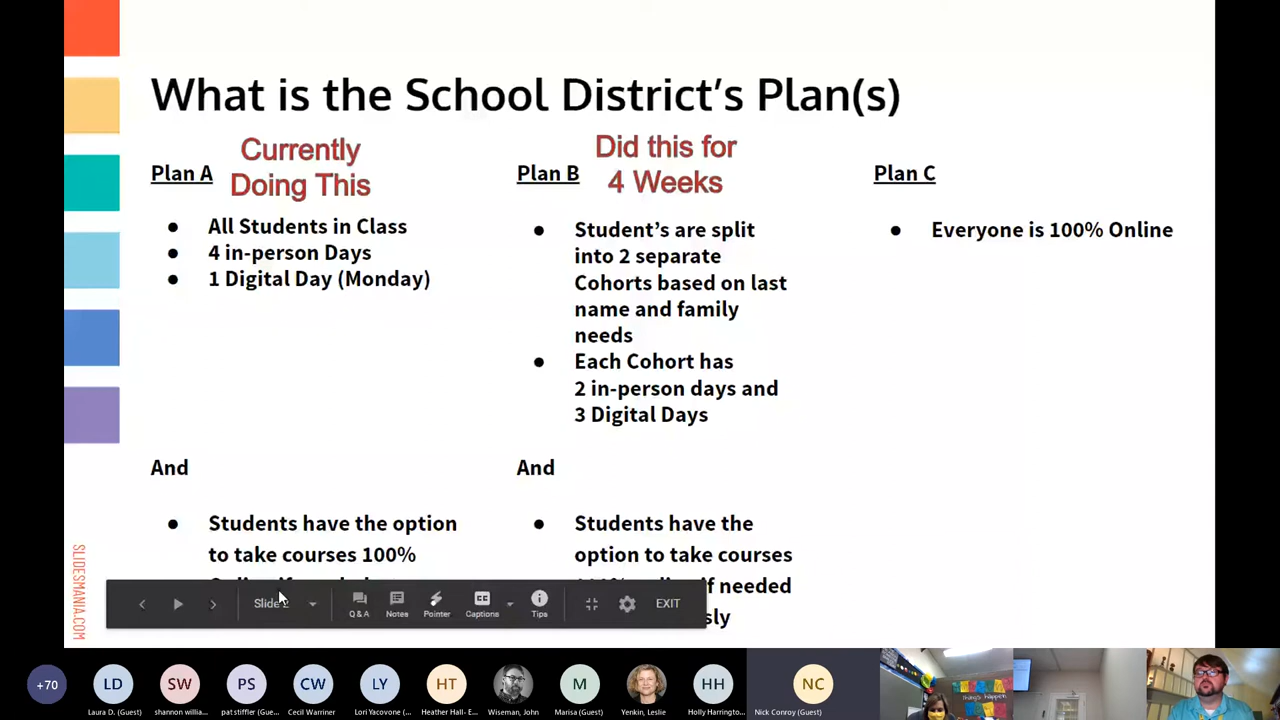 What is the School District's Plan(s)
Currently
Doing This
Plan A
● All Students in Class
● 4 in-person Days
● 1 Digital Day (Monday)
And
● Students have the option
to take courses 100%
Did this for
4 Weeks
Plan B
● Student's are split
into 2 separate
Cohorts based on last
name and family
needs
● Each Cohort has
2 in-person days and
3 Digital Days
And
● Students have the
option to take courses
if needed
Plan C
● Everyone is 100% Online
SLIDESMANIA.COM
Slide
Q & A
Notes
Pointer
Captions
Tips
EXIT
+70
LD
SW
PS
CW
LY
HT
M
HH
NC
Laura D. (Guest)
shannon willia...
pat stiffler (Gue...
Cecil Warriner
Lori Yacovone (...
Heather Hall- E...
Wiseman, John
Marisa (Guest)
Yenkin, Leslie
Holly Harringto...
Nick Conroy (Guest)